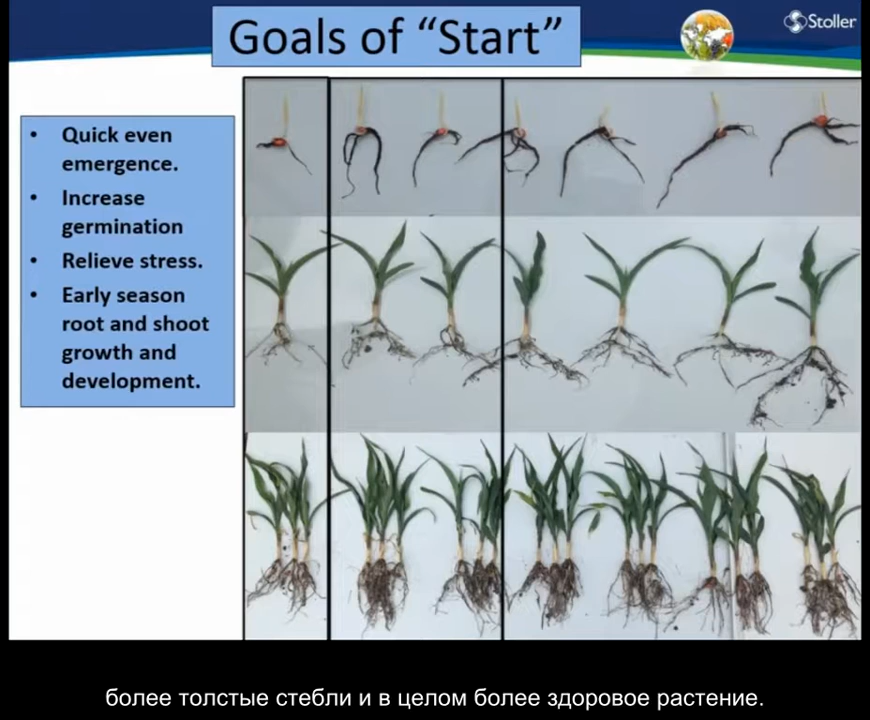 Goals of “Start”
Stoller
• Quick even
emergence.
• Increase
germination
• Relieve stress.
• Early season
root and shoot
growth and
development.
более толстые стебли и в целом более здоровое растение.